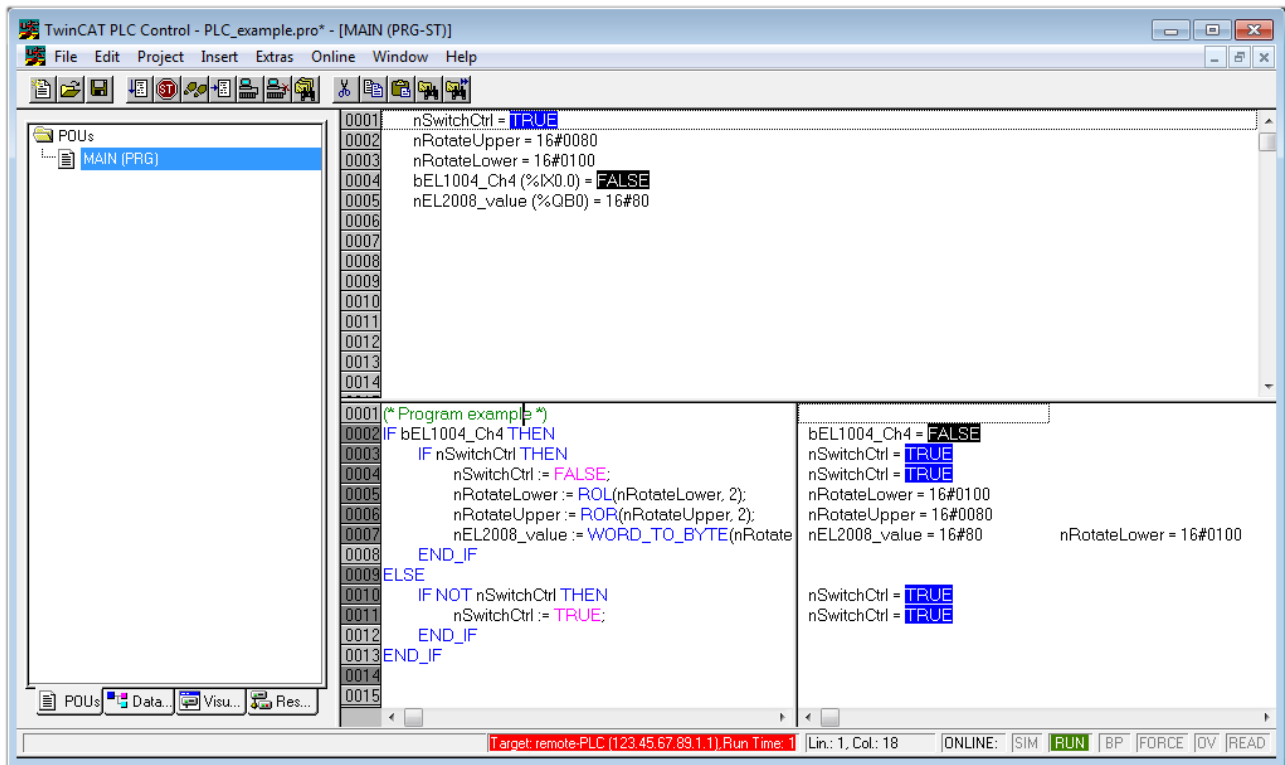 TwinCAT PLC Control - PLC_example.pro* - [MAIN (PRG-ST)]
File Edit Project Insert Extras Online Window Help
STOP
POUs
MAIN (PRG)
0001 nSwitchCtrl = TRUE
0002 nRotateUpper = 16#0080
0003 nRotateLower = 16#0100
0004 bEL1004_Ch4 (%IX0.0) = FALSE
0005 nEL2008_value (%QB0) = 16#80
0006
0007
0008
0009
0010
0011
0012
0013
0014
0001 (* Program example *)
0002 IF bEL1004_Ch4 THEN bEL1004_Ch4 = FALSE
0003 IF nSwitchCtrl THEN nSwitchCtrl = TRUE
0004 nSwitchCtrl := FALSE; nSwitchCtrl = TRUE
0005 nRotateLower := ROL(nRotateLower, 2); nRotateLower = 16#0100
0006 nRotateUpper := ROR(nRotateUpper, 2); nRotateUpper = 16#0080
0007 nEL2008_value := WORD_TO_BYTE(nRotate nEL2008_value = 16#80 nRotateLower = 16#0100
0008 END_IF
0009 ELSE
0010 IF NOT nSwitchCtrl THEN nSwitchCtrl = TRUE
0011 nSwitchCtrl := TRUE; nSwitchCtrl = TRUE
0012 END_IF
0013 END_IF
0014
0015
POUs Data... Visu... Res...
Target: remote-PLC (123.45.67.89.1.1), Run Time: 1 Lin.: 1, Col.: 18 ONLINE: SIM RUN BP FORCE OV READ